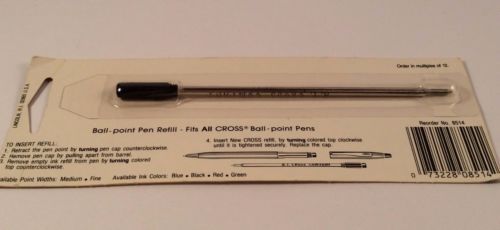 LINCOLN, R.I. 02865 U.S.A.
Order in multiples of 12.
Ball-point Pen Refill - Fits All CROSS® Ball-point Pens
Reorder No. 8514
TO INSERT REFILL:
1. Retract the pen point by turning pen cap counterclockwise.
2. Remove pen cap by pulling apart from barrel.
3. Remove empty ink refill from pen by turning colored
top counterclockwise.
4. Insert New CROSS refill, by turning colored top clockwise
until it is tightened securely. Replace the cap.
Available Point Widths: Medium • Fine
Available Ink Colors: Blue • Black • Red • Green
0 73228 08514